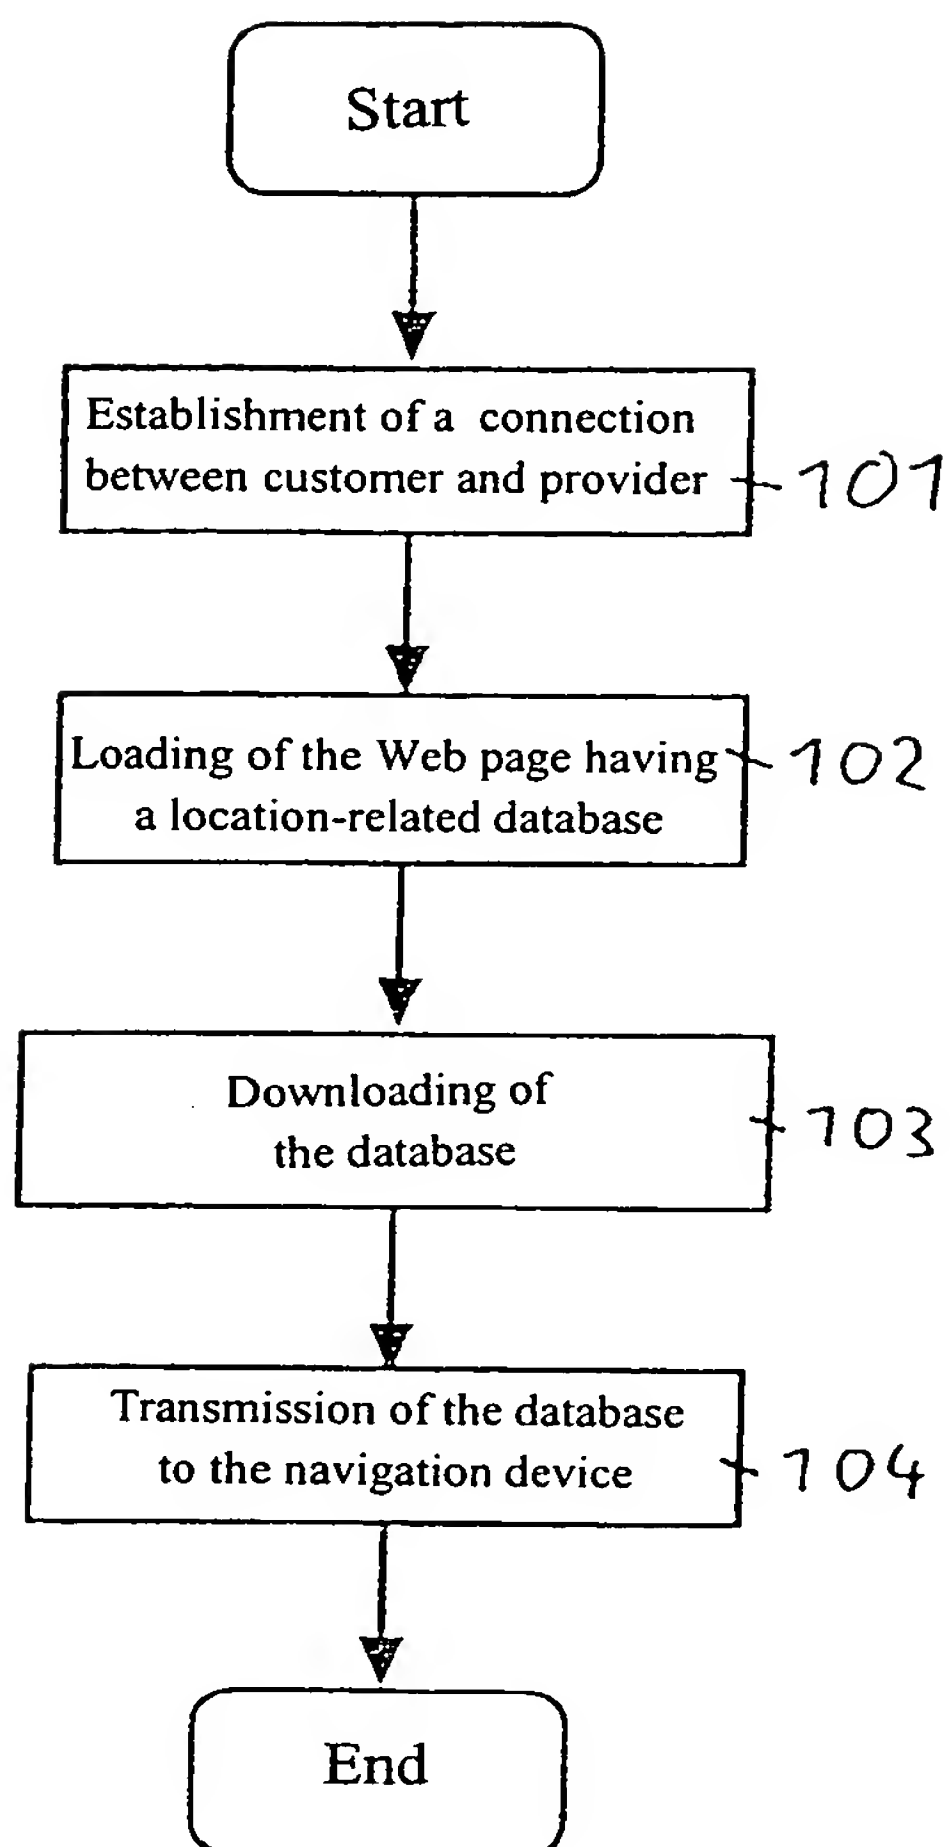 Start
Establishment of a connection
between customer and provider
101
Loading of the Web page having
a location-related database
102
Downloading of
the database
103
Transmission of the database
to the navigation device
104
End